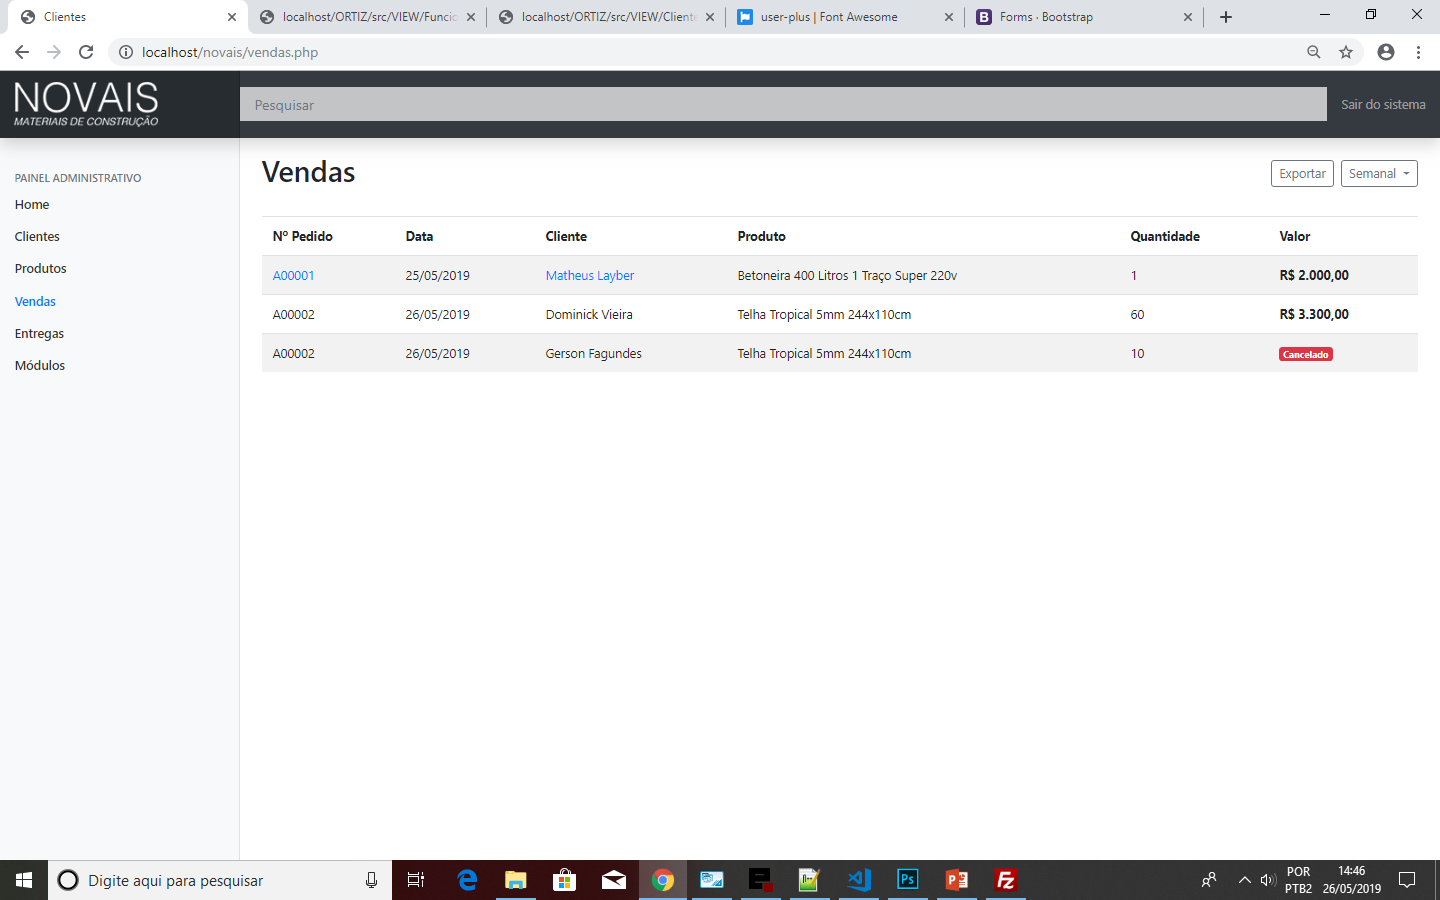 Clientes
localhost/ORTIZ/src/VIEW/Funcio
localhost/ORTIZ/src/VIEW/Cliente
user-plus | Font Awesome
Forms · Bootstrap
localhost/novais/vendas.php
NOVAIS
MATERIAIS DE CONSTRUÇÃO
Pesquisar
Sair do sistema
PAINEL ADMINISTRATIVO
Home
Clientes
Produtos
Vendas
Entregas
Módulos
Vendas
Exportar
Semanal
Nº Pedido Data Cliente Produto Quantidade Valor
A00001 25/05/2019 Matheus Layber Betoneira 400 Litros 1 Traço Super 220v 1 R$ 2.000,00
A00002 26/05/2019 Dominick Vieira Telha Tropical 5mm 244x110cm 60 R$ 3.300,00
A00002 26/05/2019 Gerson Fagundes Telha Tropical 5mm 244x110cm 10 Cancelado
Digite aqui para pesquisar
POR
PTB2
14:46
26/05/2019